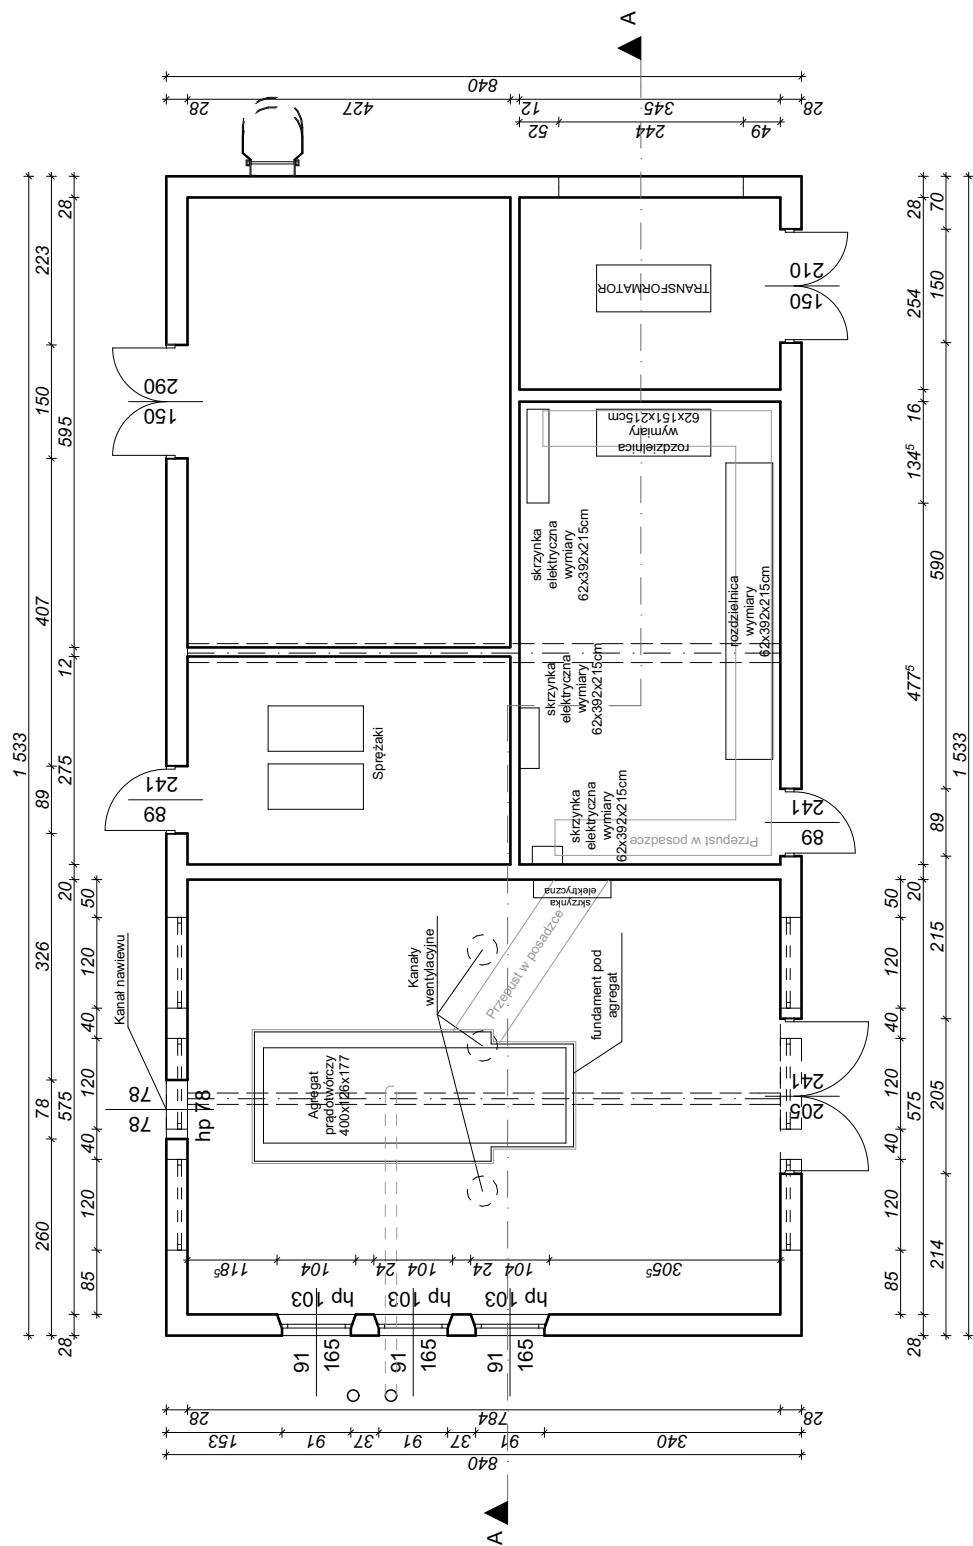 A
840
28
427
12
345
28
52
244
49
1 533
28
223
150
595
407
12
275
89
20
50
326
120
40
78
120
575
40
260
120
85
28
28
70
254
150
16
134⁵
590
477⁵
89
20
50
215
120
40
120
575
205
40
120
214
85
28
1 533
290
150
210
150
TRANSFORMATOR
rozdzielnica
wymiary
62x151x215cm
skrzynka
elektryczna
wymiary
62x392x215cm
rozdzielnica
wymiary
62x392x215cm
skrzynka
elektryczna
wymiary
62x392x215cm
skrzynka
elektryczna
wymiary
62x392x215cm
Przepust w posadzce
241
89
Sprężaki
241
89
skrzynka
elektryczna
Przepust w posadzce
Kanał nawiewu
Kanały
wentylacyjne
fundament pod
agregat
78
78
hp 78
Agregat
prądotwórczy
400x126x177
241
205
118⁵
104
24
104
24
104
305⁵
hp 103
hp 103
hp 103
91
165
91
165
91
165
28
784
28
153
91
37
91
37
91
340
840
A